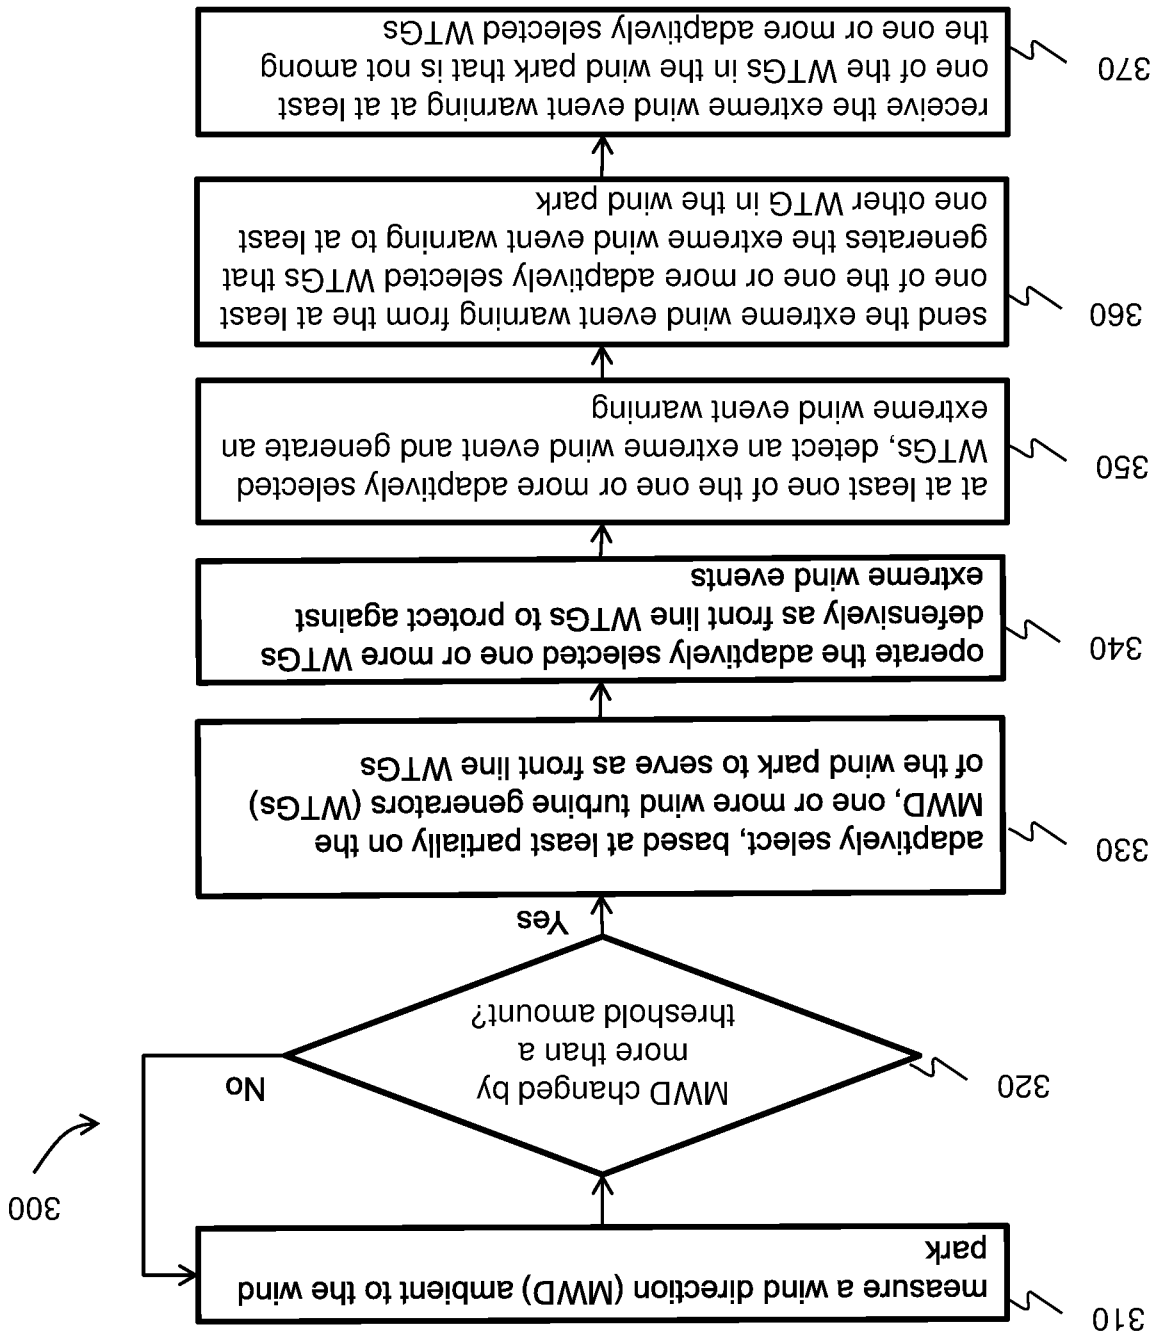 310
measure a wind direction (MWD) ambient to the wind
park
300
320
MWD changed by
more than a
threshold amount?
No
Yes
330
adaptively select, based at least partially on the
MWD, one or more wind turbine generators (WTGs)
of the wind park to serve as front line WTGs
340
operate the adaptively selected one or more WTGs
defensively as front line WTGs to protect against
extreme wind events
350
at at least one of the one or more adaptively selected
WTGs, detect an extreme wind event and generate an
extreme wind event warning
360
send the extreme wind event warning from the at least
one of the one or more adaptively selected WTGs that
generates the extreme wind event warning to at least
one other WTG in the wind park
370
receive the extreme wind event warning at at least
one of the WTGs in the wind park that is not among
the one or more adaptively selected WTGs